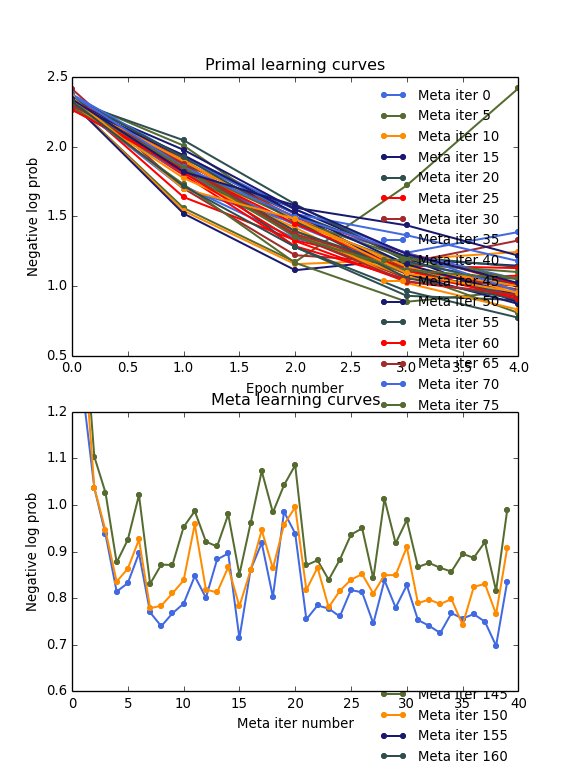 Primal learning curves
2.5
2.0
1.5
1.0
0.5
Negative log prob
Meta iter 0
Meta iter 5
Meta iter 10
Meta iter 15
Meta iter 20
Meta iter 25
Meta iter 30
Meta iter 35
Meta iter 40
Meta iter 45
Meta iter 50
Meta iter 55
Meta iter 60
Meta iter 65
Meta iter 70
Meta iter 75
0.0 0.5 1.0 1.5 2.0 2.5 3.0 3.5 4.0
Epoch number
Meta learning curves
1.2
1.1
1.0
0.9
0.8
0.7
0.6
Negative log prob
0 5 10 15 20 25 30 35 40
Meta iter number
Meta iter 145
Meta iter 150
Meta iter 155
Meta iter 160